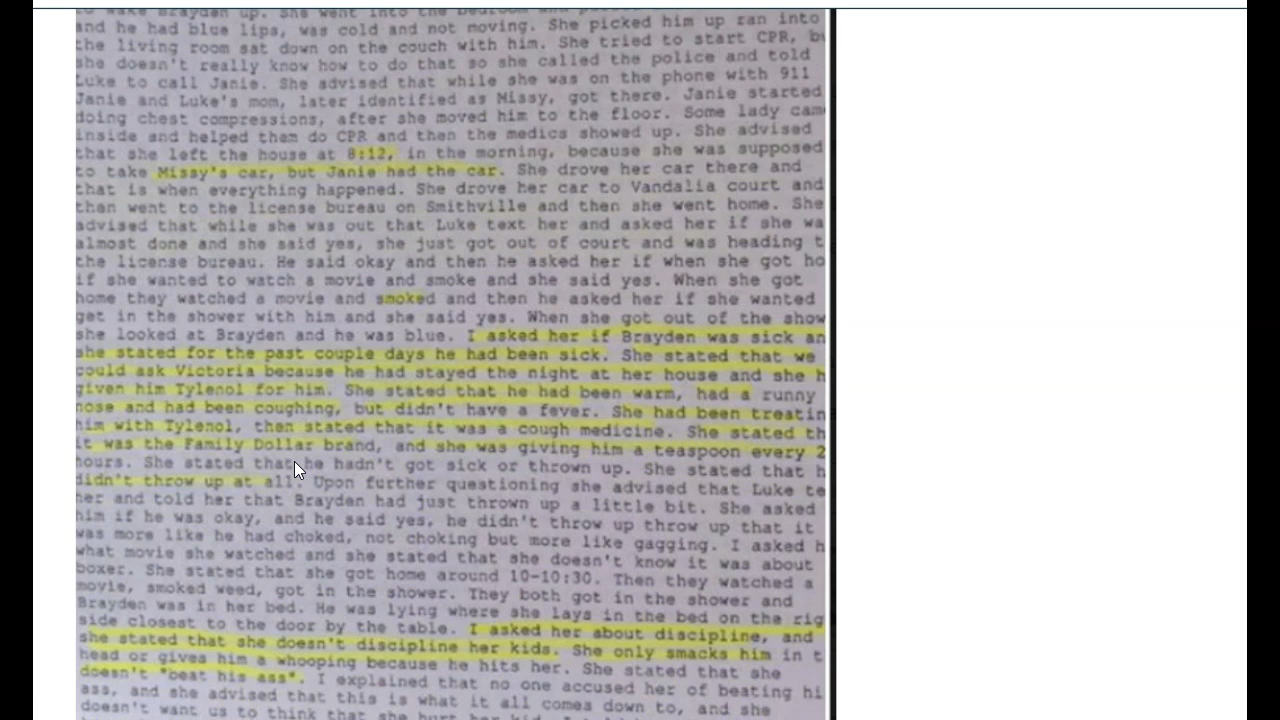 to wake Brayden up. She went into the bedroom and
and he had blue lips, was cold and not moving. She picked him up ran into
the living room sat down on the couch with him. She tried to start CPR, bu
she doesn't really know how to do that so she called the police and told
Luke to call Janie. She advised that while she was on the phone with 911
Janie and Luke's mom, later identified as Missy, got there. Janie started
doing chest compressions, after she moved him to the floor. Some lady cam
inside and helped them do CPR and then the medics showed up. She advised
that she left the house at 8:12, in the morning, because she was supposed
to take Missy's car, but Janie had the car. She drove her car there and
that is when everything happened. She drove her car to Vandalia court and
then went to the license bureau on Smithville and then she went home. She
advised that while she was out that Luke text her and asked her if she wa
almost done and she said yes, she just got out of court and was heading t
the license bureau. He said okay and then he asked her if when she got ho
if she wanted to watch a movie and smoke and she said yes. When she got
home they watched a movie and smoked and then he asked her if she wanted
get in the shower with him and she said yes. When she got out of the show
she looked at Brayden and he was blue. I asked her if Brayden was sick an
she stated for the past couple days he had been sick. She stated that we
could ask Victoria because he had stayed the night at her house and she h
given him Tylenol for him. She stated that he had been warm, had a runny
nose and had been coughing, but didn't have a fever. She had been treatin
him with Tylenol, then stated that it was a cough medicine. She stated th
it was the Family Dollar brand, and she was giving him a teaspoon every 2
hours. She stated that he hadn't got sick or thrown up. She stated that h
didn't throw up at all. Upon further questioning she advised that Luke te
her and told her that Brayden had just thrown up a little bit. She asked
him if he was okay, and he said yes, he didn't throw up throw up that it
was more like he had choked, not choking but more like gagging. I asked h
what movie she watched and she stated that she doesn't know it was about
boxer. She stated that she got home around 10-10:30. Then they watched a
movie, smoked weed, got in the shower. They both got in the shower and
Brayden was in her bed. He was lying where she lays in the bed on the rig
side closest to the door by the table. I asked her about discipline, and
she stated that she doesn't discipline her kids. She only smacks him in t
head or gives him a whooping because he hits her. She stated that she
doesn't "beat his ass". I explained that no one accused her of beating hi
ass, and she advised that this is what it all comes down to, and she
doesn't want us to think that she hurt her kid.